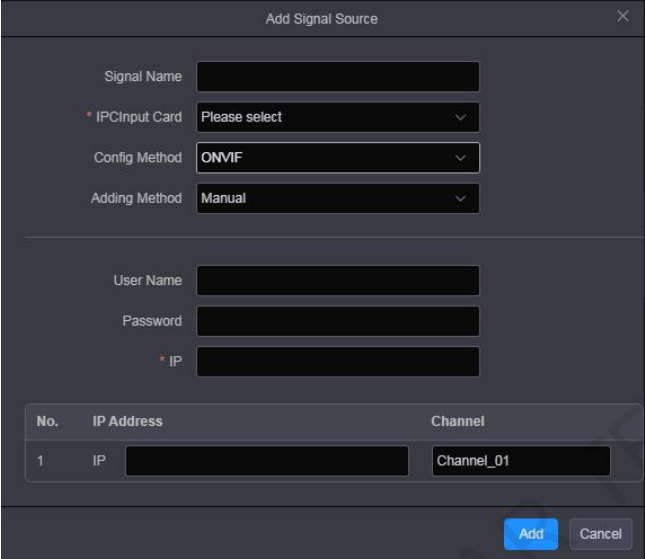 Add Signal Source
Signal Name
* IPCInput Card Please select
Config Method ONVIF
Adding Method Manual
User Name
Password
* IP
No. IP Address Channel
1 IP Channel_01
Add Cancel